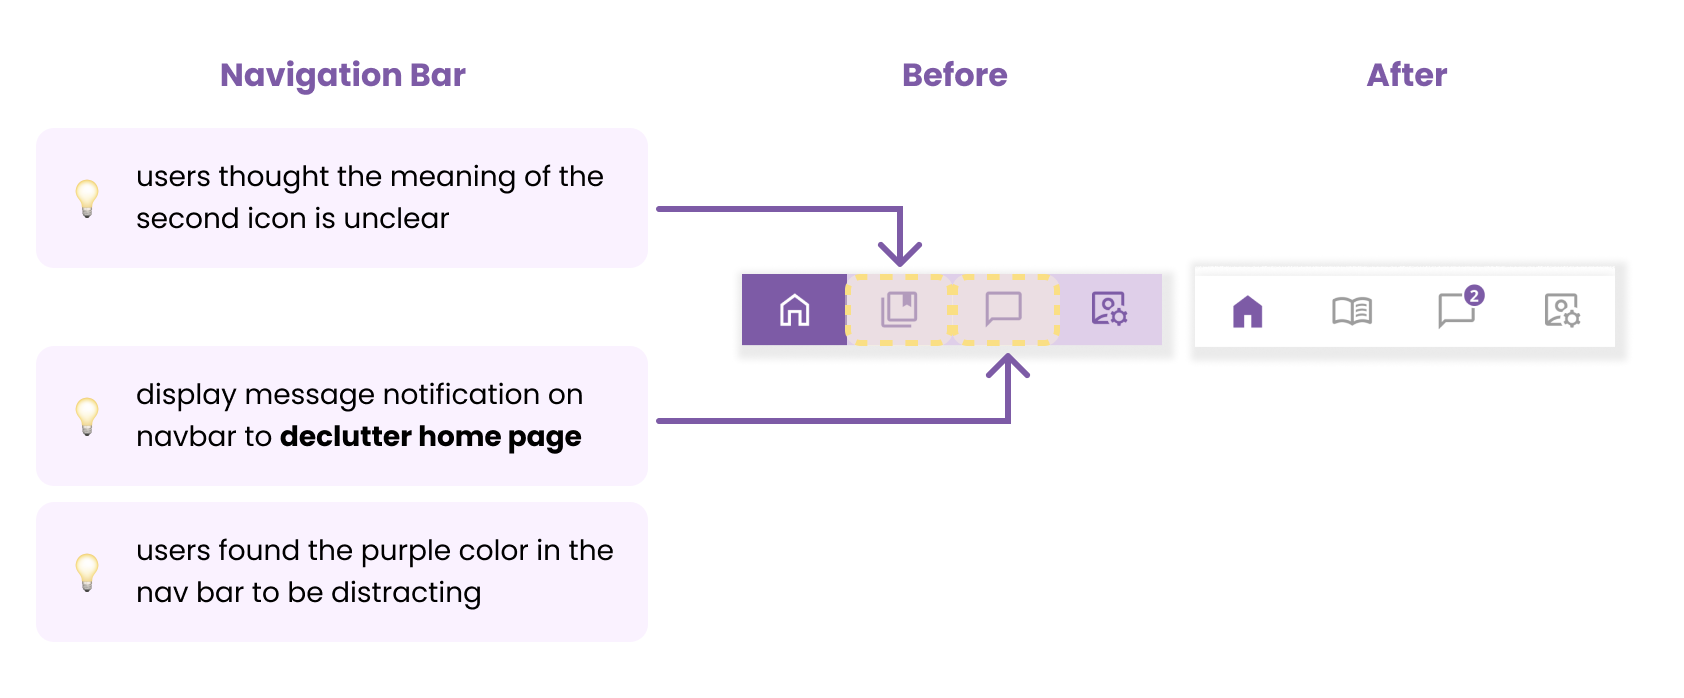 Navigation Bar
Before
After
users thought the meaning of the
second icon is unclear
display message notification on
navbar to declutter home page
users found the purple color in the
nav bar to be distracting
2